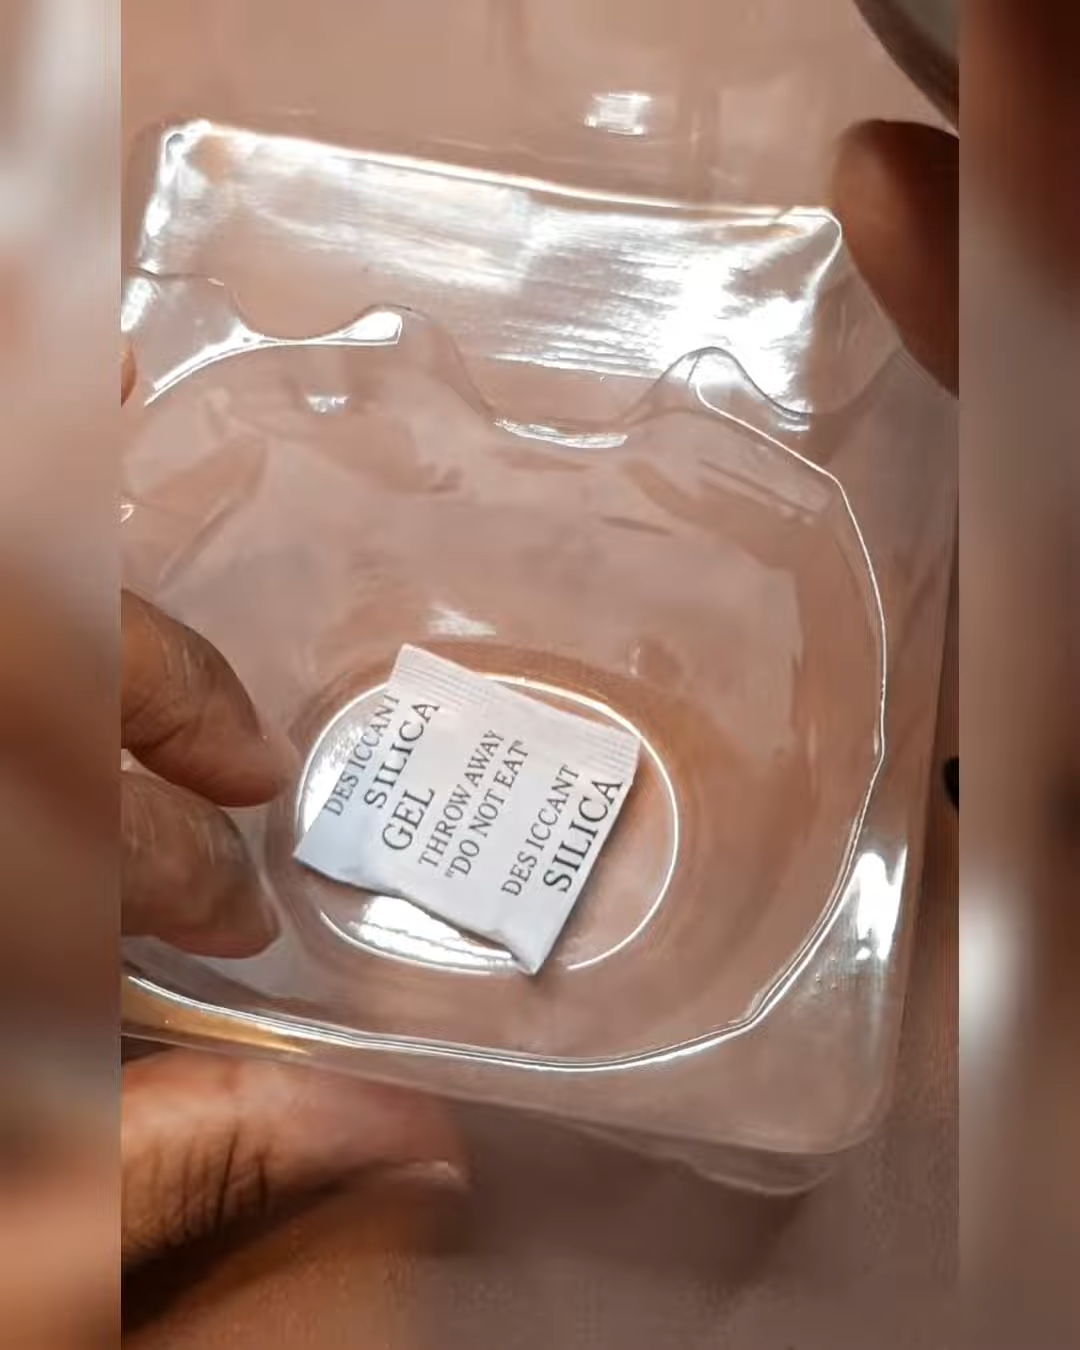 DES ICCANT
SILICA
GEL
THROW AWAY
"DO NOT EAT"
DES ICCANT
SILICA